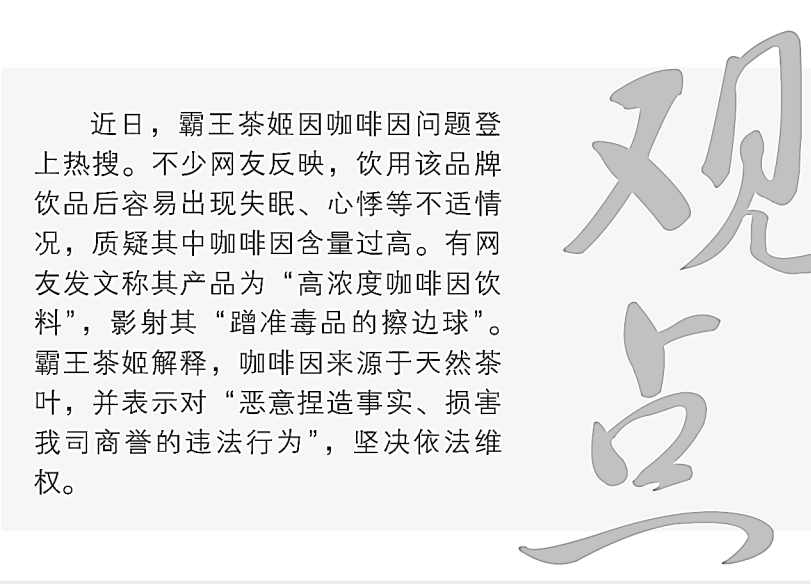 近日，霸王茶姬因咖啡因问题登
上热搜。不少网友反映，饮用该品牌
饮品后容易出现失眠、心悸等不适情
况，质疑其中咖啡因含量过高。有网
友发文称其产品为“高浓度咖啡因饮
料”，影射其“蹭准毒品的擦边球”。
霸王茶姬解释，咖啡因来源于天然茶
叶，并表示对“恶意捏造事实、损害
我司商誉的违法行为”，坚决依法维
权。
观
点